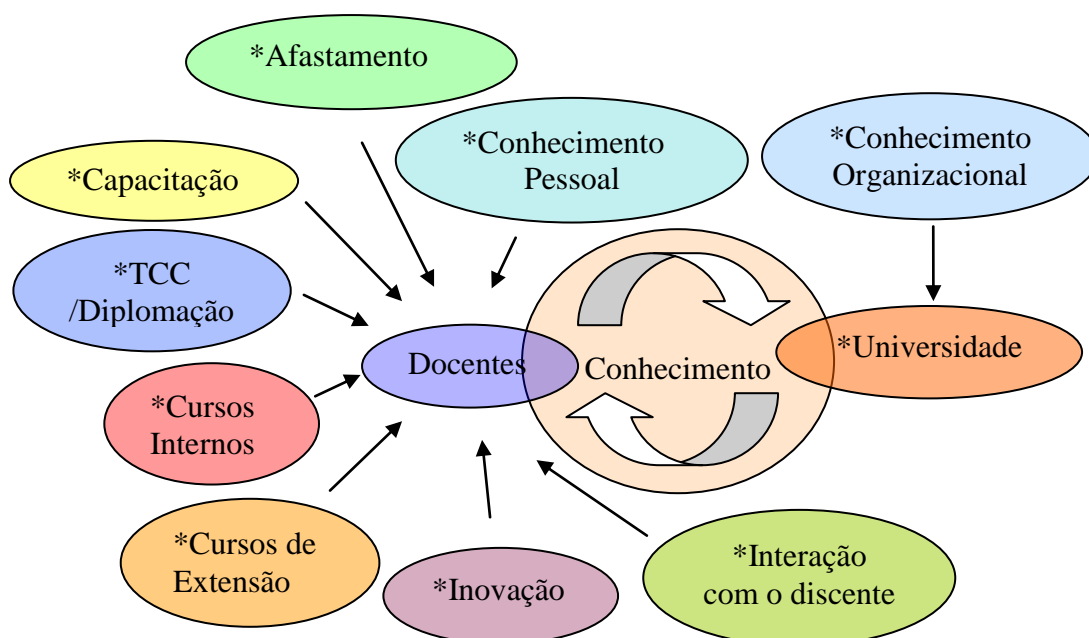 *Afastamento
*Conhecimento
Pessoal
*Conhecimento
Organizacional
*Capacitação
*TCC
/Diplomação
Docentes
Conhecimento
*Universidade
*Cursos
Internos
*Cursos de
Extensão
*Inovação
*Interação
com o discente